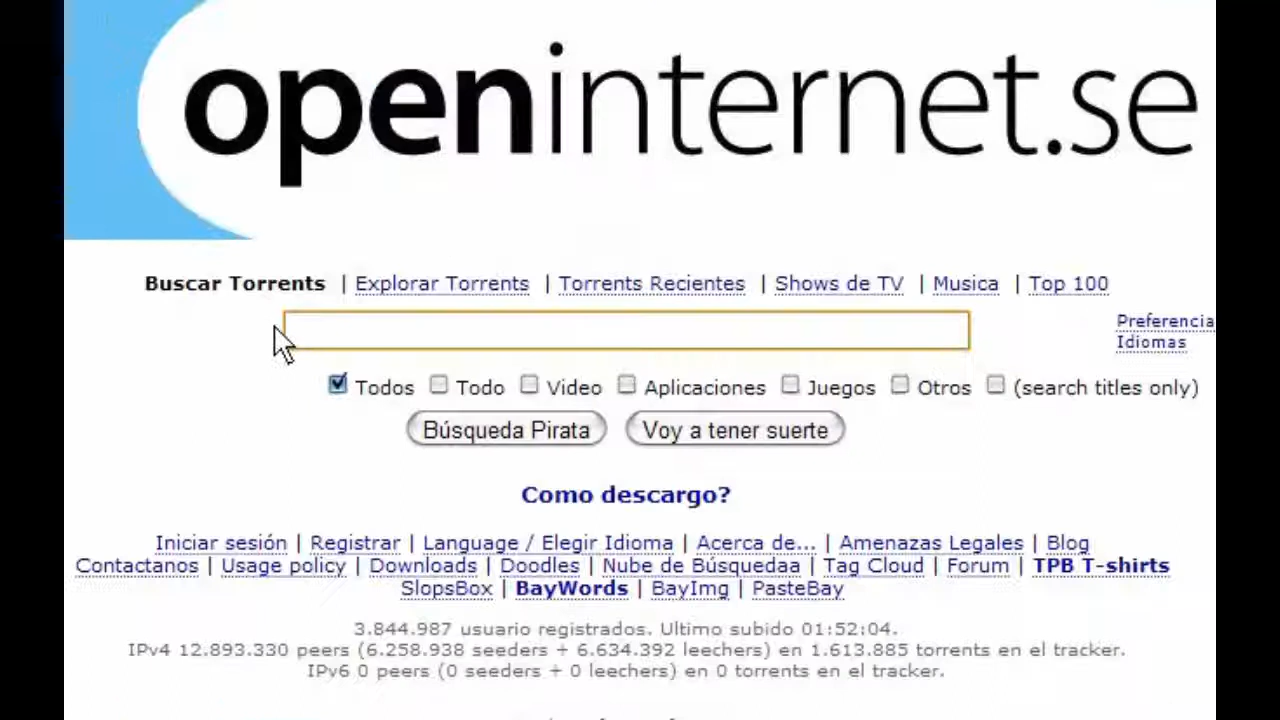 openinternet.se
Buscar Torrents | Explorar Torrents | Torrents Recientes | Shows de TV | Musica | Top 100
Preferencia
Idiomas
Todos Todo Video Aplicaciones Juegos Otros (search titles only)
Búsqueda Pirata Voy a tener suerte
Como descargo?
Iniciar sesión | Registrar | Language / Elegir Idioma | Acerca de... | Amenazas Legales | Blog
Contactanos | Usage policy | Downloads | Doodles | Nube de Búsquedaa | Tag Cloud | Forum | TPB T-shirts
SlopsBox | BayWords | BayImg | PasteBay
3.844.987 usuario registrados. Ultimo subido 01:52:04.
IPv4 12.893.330 peers (6.258.938 seeders + 6.634.392 leechers) en 1.613.885 torrents en el tracker.
IPv6 0 peers (0 seeders + 0 leechers) en 0 torrents en el tracker.